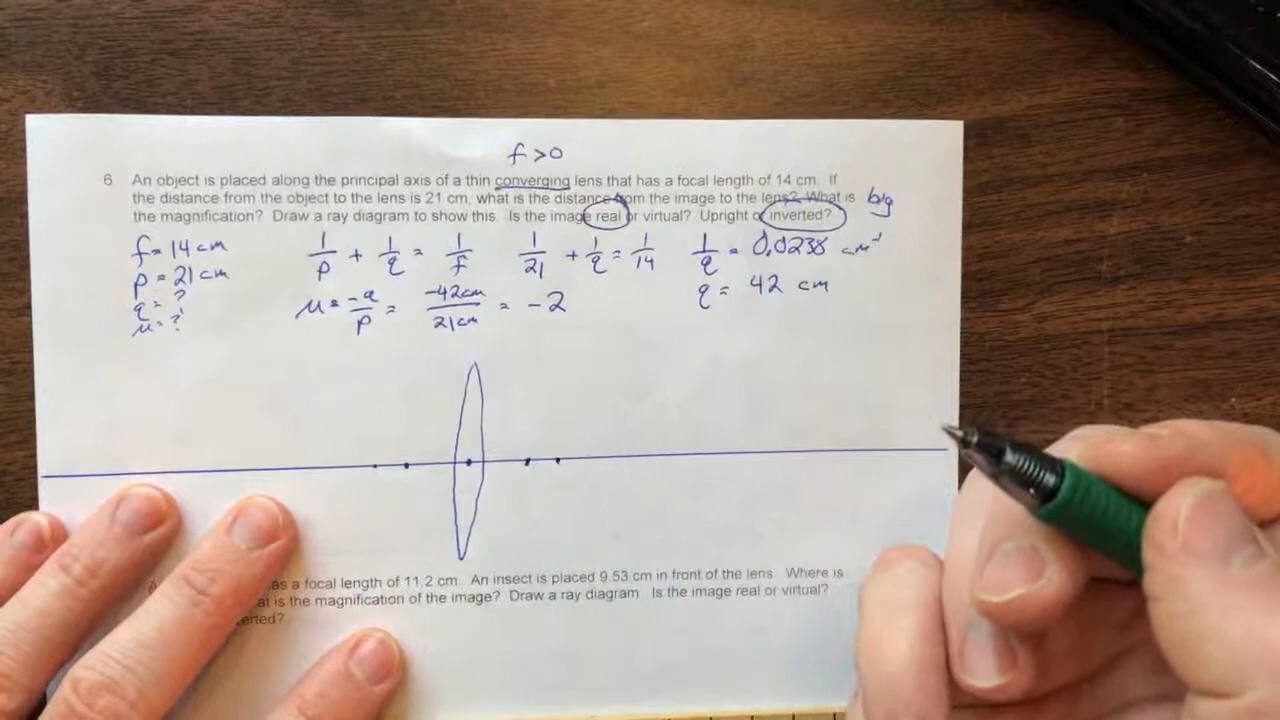 f >0
6 An object is placed along the principal axis of a thin converging lens that has a focal length of 14 cm. If
the distance from the object to the lens is 21 cm, what is the distance from the image to the lens? What is big
the magnification? Draw a ray diagram to show this. Is the image real or virtual? Upright or inverted?
f = 14 cm
p = 21 cm
q = ?
M = ?
1/p + 1/q = 1/f
1/21 + 1/q = 1/14
1/q = 0.0238 cm⁻¹
q = 42 cm
M = -q/p = -42cm/21cm = -2
as a focal length of 11.2 cm. An insect is placed 9.53 cm in front of the lens. Where is
at is the magnification of the image? Draw a ray diagram. Is the image real or virtual?
erted?